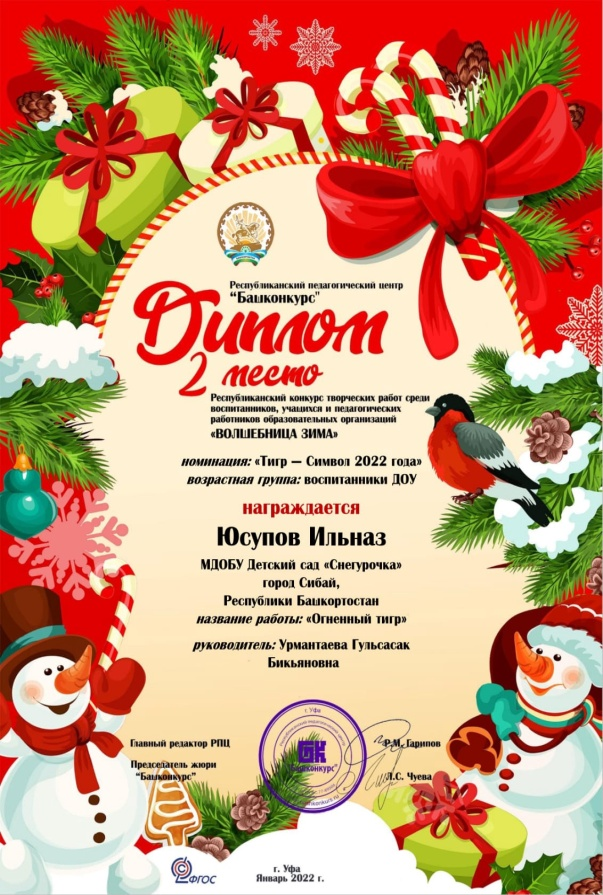 Республиканский педагогический центр
"Башконкурс"
Диплом
2 место
Республиканский конкурс творческих работ среди
воспитанников, учащихся и педагогических
работников образовательных организаций
«ВОЛШЕБНИЦА ЗИМА»
номинация: «Тигр — Символ 2022 года»
возрастная группа: воспитанники ДОУ
награждается
Юсупов Ильназ
МДОБУ Детский сад «Снегурочка»
город Сибай,
Республики Башкортостан
название работы: «Огненный тигр»
руководитель: Урмантаева Гульсасак
Бикьяновна
Главный редактор РПЦ
Р.М. Гарипов
Председатель жюри
"Башконкурс"
Л.С. Чуева
г. Уфа
БК
"Башконкурс"
ФГОС
г. Уфа
Январь 2022 г.